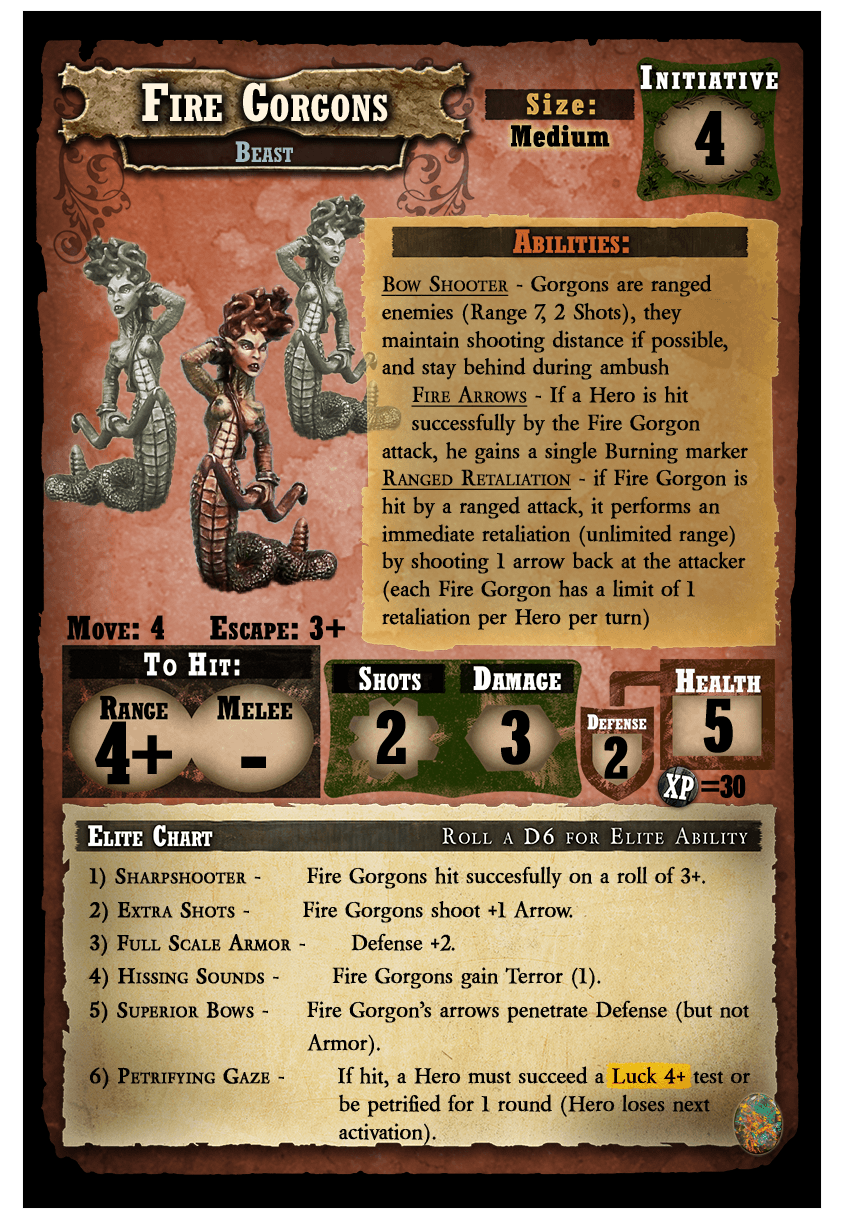 Fire Gorgons
Beast
Size:
Medium
Initiative
4
Abilities:
Bow Shooter - Gorgons are ranged
enemies (Range 7, 2 Shots), they
maintain shooting distance if possible,
and stay behind during ambush
Fire Arrows - If a Hero is hit
successfully by the Fire Gorgon
attack, he gains a single Burning marker
Ranged Retaliation - if Fire Gorgon is
hit by a ranged attack, it performs an
immediate retaliation (unlimited range)
by shooting 1 arrow back at the attacker
(each Fire Gorgon has a limit of 1
retaliation per Hero per turn)
Move: 4 Escape: 3+
To Hit:
Range Melee
4+ -
Shots Damage
2 3
Defense
2
Health
5
XP=30
Elite Chart Roll a D6 for Elite Ability
1) Sharpshooter - Fire Gorgons hit succesfully on a roll of 3+.
2) Extra Shots - Fire Gorgons shoot +1 Arrow.
3) Full Scale Armor - Defense +2.
4) Hissing Sounds - Fire Gorgons gain Terror (1).
5) Superior Bows - Fire Gorgon's arrows penetrate Defense (but not
Armor).
6) Petrifying Gaze - If hit, a Hero must succeed a Luck 4+ test or
be petrified for 1 round (Hero loses next
activation).